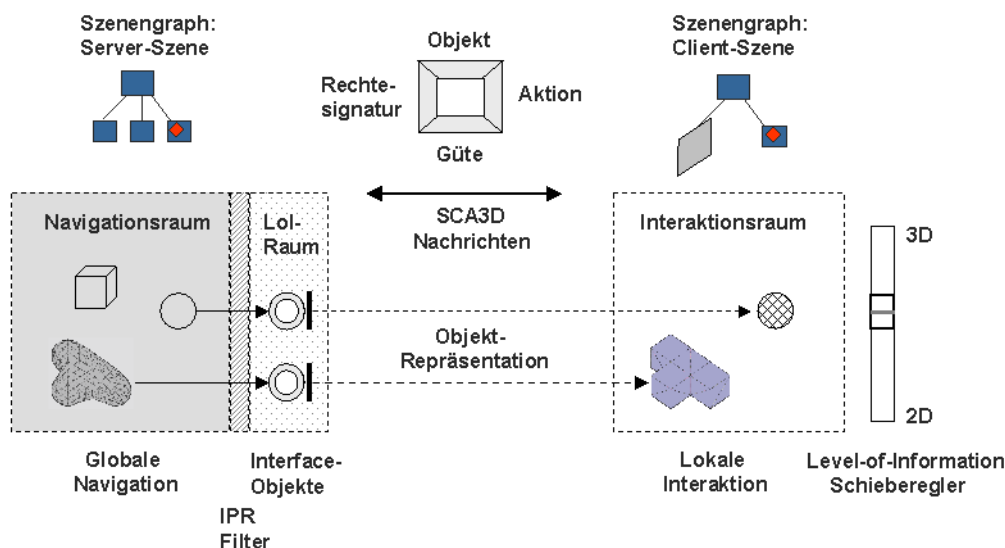 Szenengraph:
Server-Szene
Objekt
Rechte-
signatur
Aktion
Güte
Szenengraph:
Client-Szene
Navigationsraum
LoI-
Raum
SCA3D
Nachrichten
Interaktionsraum
3D
Objekt-
Repräsentation
2D
Globale
Navigation
Interface-
Objekte
IPR
Filter
Lokale
Interaktion
Level-of-Information
Schieberegler